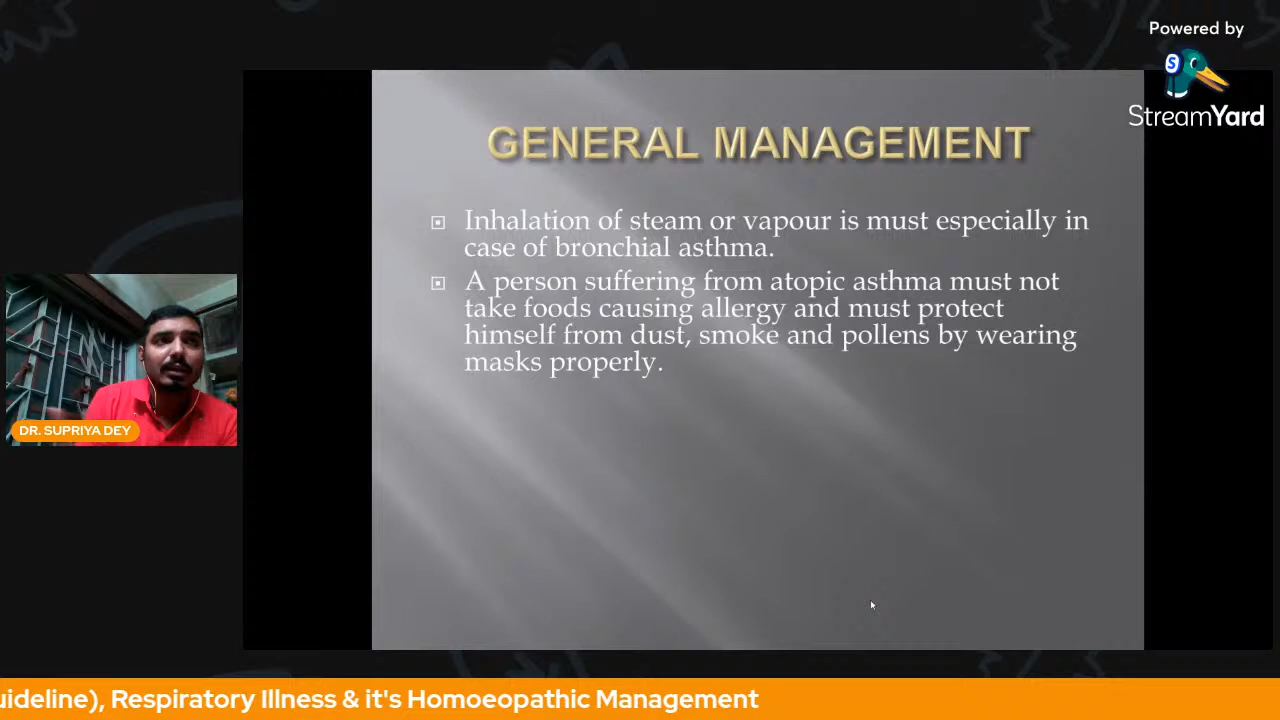 Powered by
StreamYard
GENERAL MANAGEMENT
Inhalation of steam or vapour is must especially in
case of bronchial asthma.
A person suffering from atopic asthma must not
take foods causing allergy and must protect
himself from dust, smoke and pollens by wearing
masks properly.
DR. SUPRIYA DEY
uideline), Respiratory Illness & it's Homoeopathic Management